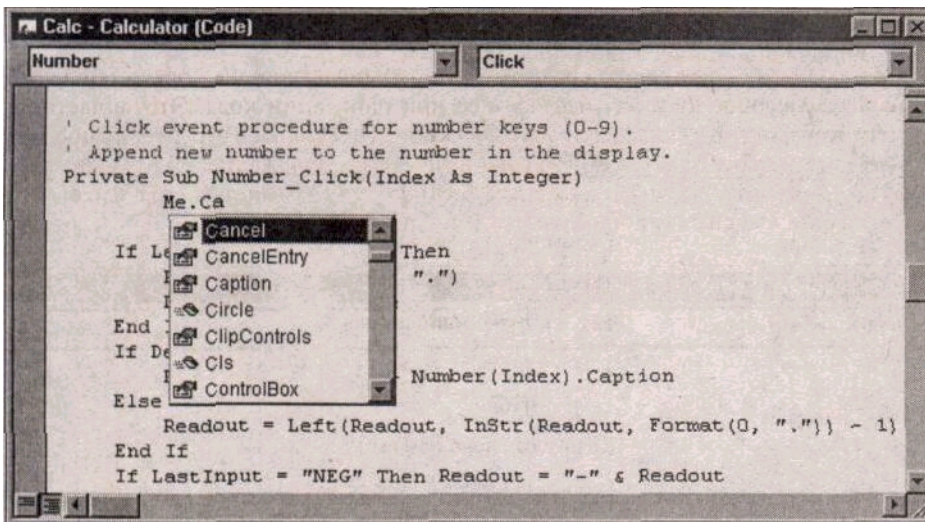 Calc - Calculator (Code)
Number Click
' Click event procedure for number keys (0-9).
' Append new number to the number in the display.
Private Sub Number_Click(Index As Integer)
Me.Ca
Cancel
If La Then
CancelEntry
Caption ".")
Circle
End
ClipControls
If De
Cls
Number(Index).Caption
ControlBox
Else
Readout = Left(Readout, InStr(Readout, Format(0, ".")) - 1)
End If
If LastInput = "NEG" Then Readout = "-" & Readout